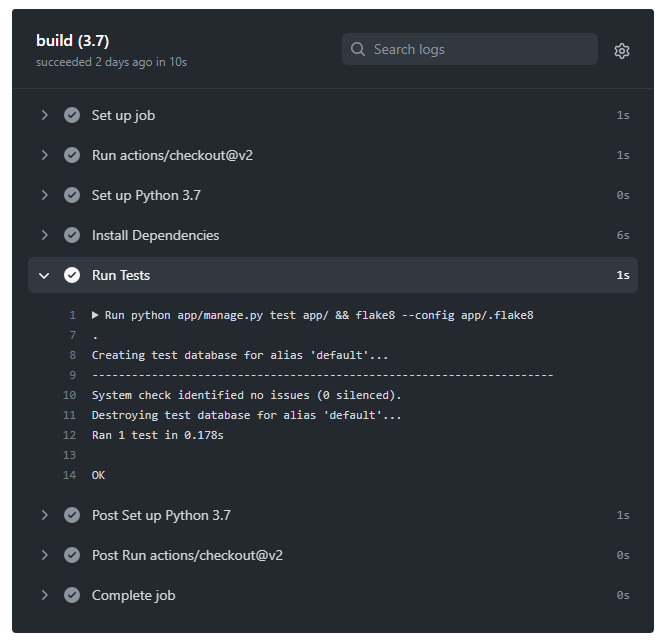 build (3.7)
succeeded 2 days ago in 10s
Search logs
Set up job 1s
Run actions/checkout@v2 1s
Set up Python 3.7 0s
Install Dependencies 6s
Run Tests 1s
1 Run python app/manage.py test app/ && flake8 --config app/.flake8
7 .
8 Creating test database for alias 'default'...
9 ----------------------------------------------------------------------
10 System check identified no issues (0 silenced).
11 Destroying test database for alias 'default'...
12 Ran 1 test in 0.178s
13
14 OK
Post Set up Python 3.7 1s
Post Run actions/checkout@v2 0s
Complete job 0s